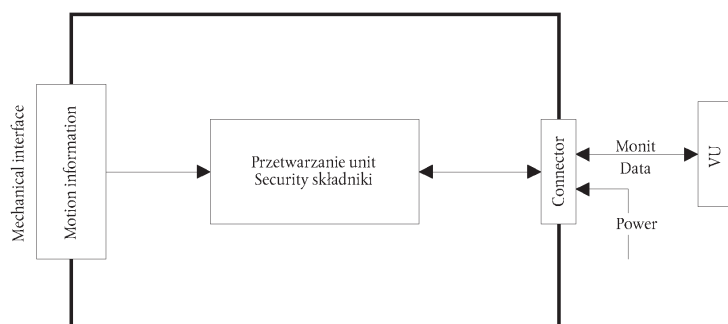 Mechanical interface
Motion information
Przetwarzanie unit
Security składniki
Connector
Monit
Data
Power
VU